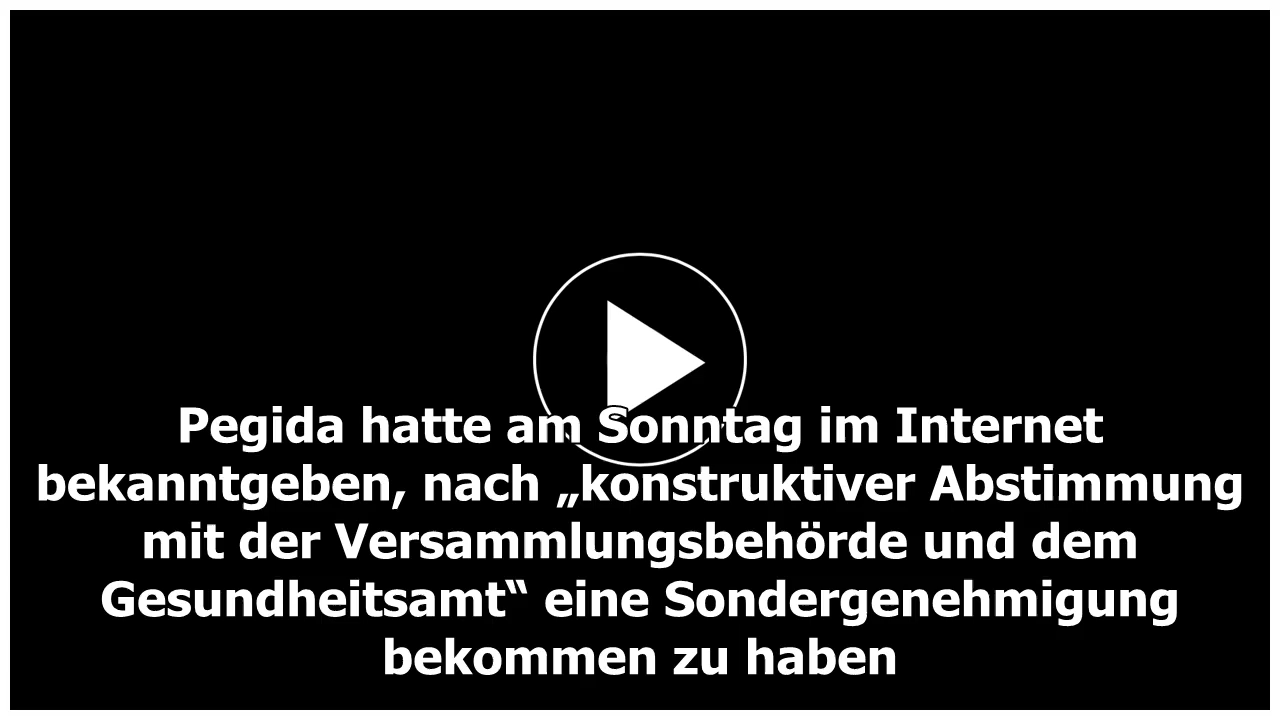 Pegida hatte am Sonntag im Internet
bekanntgeben, nach „konstruktiver Abstimmung
mit der Versammlungsbehörde und dem
Gesundheitsamt“ eine Sondergenehmigung
bekommen zu haben